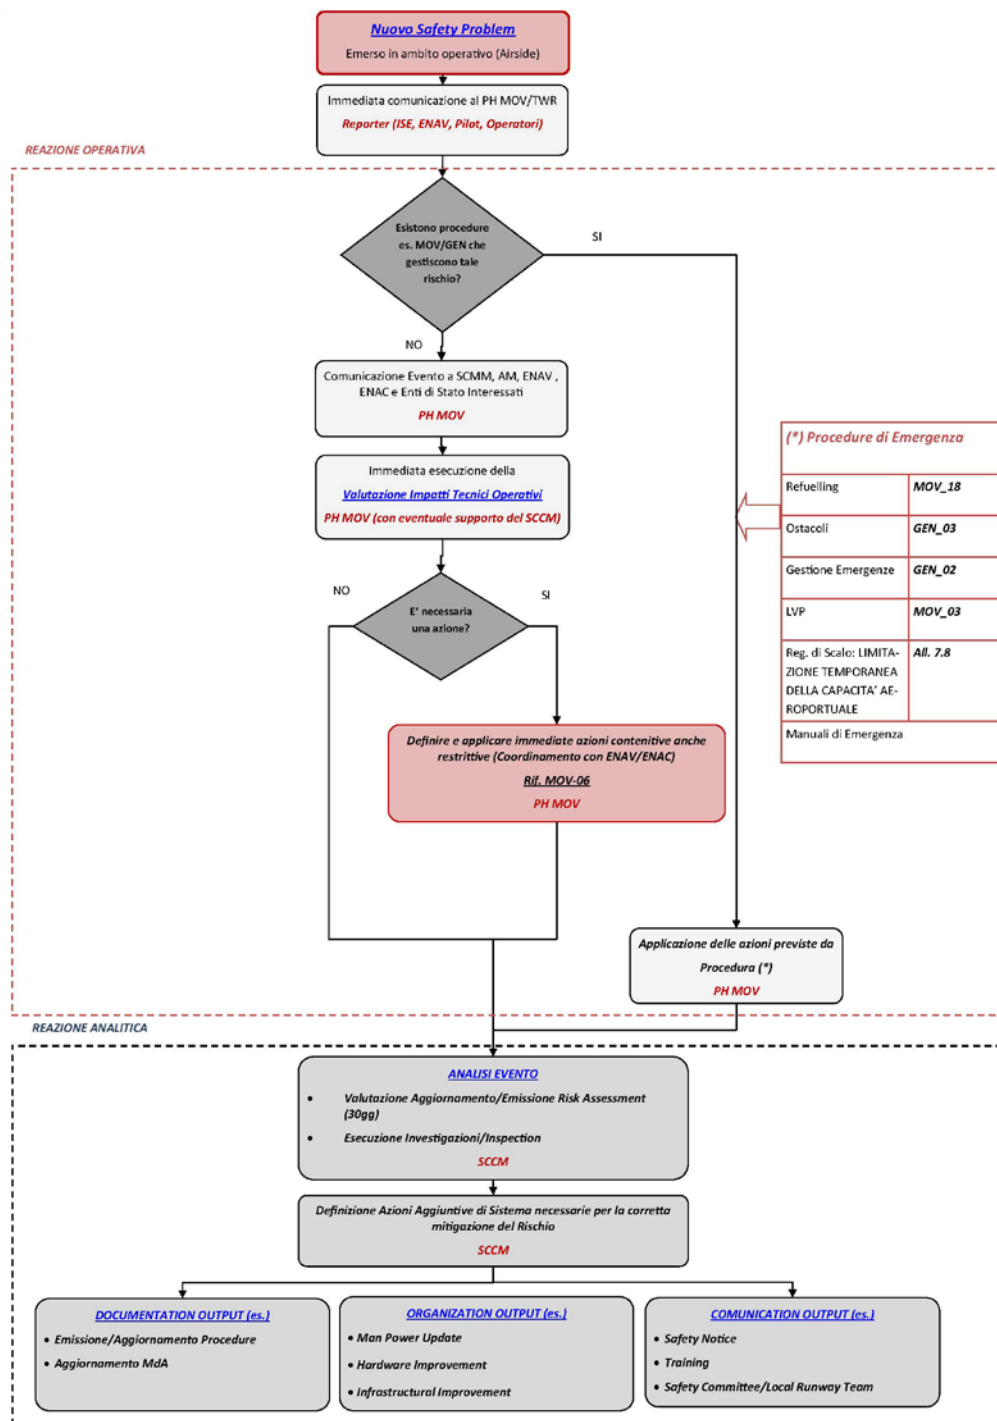 Nuovo Safety Problem
Emerso in ambito operativo (Airside)
Immediata comunicazione al PH MOV/TWR
Reporter (ISE, ENAV, Pilot, Operatori)
REAZIONE OPERATIVA
Esistono procedure
es. MOV/GEN che
gestiscono tale
rischio?
SI
NO
Comunicazione Evento a SCMM, AM, ENAV ,
ENAC e Enti di Stato Interessati
PH MOV
Immediata esecuzione della
Valutazione Impatti Tecnici Operativi
PH MOV (con eventuale supporto del SCCM)
NO
SI
E' necessaria
una azione?
Definire e applicare immediate azioni contenitive anche
restrittive (Coordinamento con ENAV/ENAC)
Rif. MOV-06
PH MOV
(*) Procedure di Emergenza
Refuelling MOV_18
Ostacoli GEN_03
Gestione Emergenze GEN_02
LVP MOV_03
Reg. di Scalo: LIMITA- All. 7.8
ZIONE TEMPORANEA
DELLA CAPACITA' AE-
ROPORTUALE
Manuali di Emergenza
Applicazione delle azioni previste da
Procedura (*)
PH MOV
REAZIONE ANALITICA
ANALISI EVENTO
• Valutazione Aggiornamento/Emissione Risk Assessment
(30gg)
• Esecuzione Investigazioni/Inspection
SCCM
Definizione Azioni Aggiuntive di Sistema necessarie per la corretta
mitigazione del Rischio
SCCM
DOCUMENTATION OUTPUT (es.)
• Emissione/Aggiornamento Procedure
• Aggiornamento MdA
ORGANIZATION OUTPUT (es.)
• Man Power Update
• Hardware Improvement
• Infrastructural Improvement
COMUNICATION OUTPUT (es.)
• Safety Notice
• Training
• Safety Committee/Local Runway Team